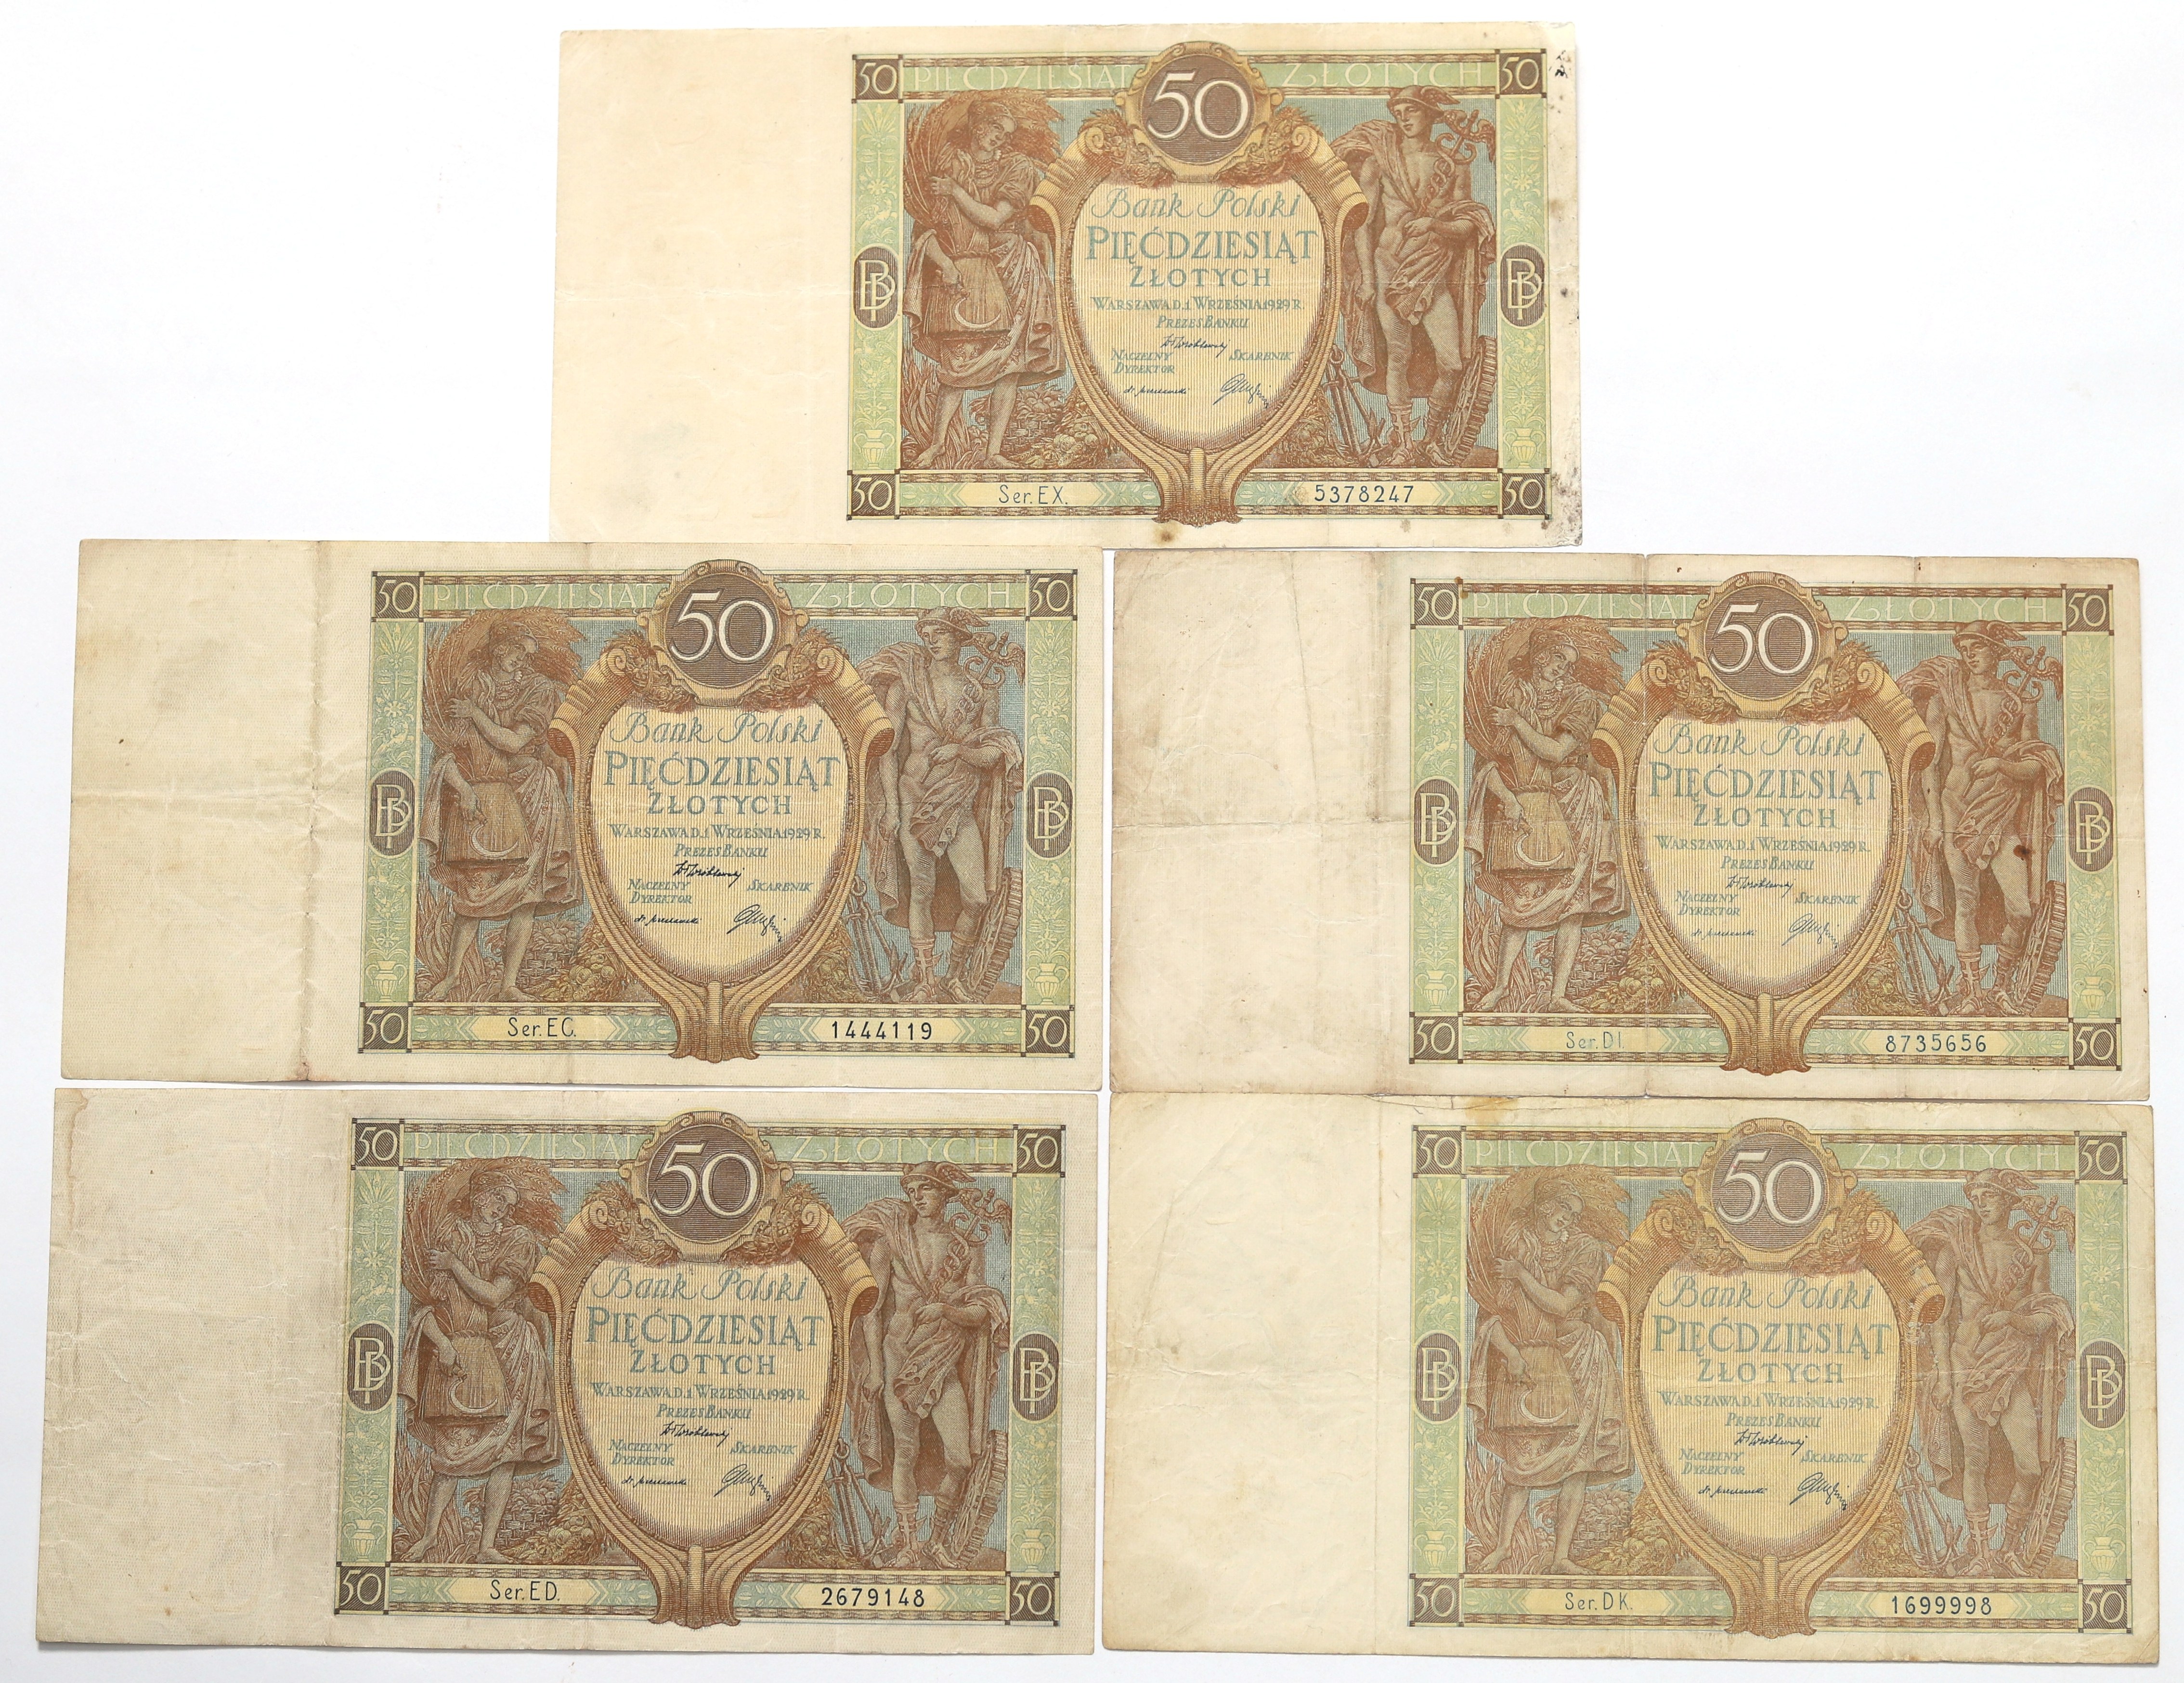 50 PIĘĆDZIESIĄT 50 ZŁOTYCH 50
Bank Polski
PIĘĆDZIESIĄT
ZŁOTYCH
WARSZAWA D. 1 WRZEŚNIA 1929 R.
PREZES BANKU
NACZELNY SKARBNIK
DYREKTOR
50 Ser. EX. 5378247 50
50 PIĘĆDZIESIĄT 50 ZŁOTYCH 50
Bank Polski
PIĘĆDZIESIĄT
ZŁOTYCH
WARSZAWA D. 1 WRZEŚNIA 1929 R.
PREZES BANKU
NACZELNY SKARBNIK
DYREKTOR
50 Ser. EC. 1444119 50
50 PIĘĆDZIESIĄT 50 ZŁOTYCH 50
Bank Polski
PIĘĆDZIESIĄT
ZŁOTYCH
WARSZAWA D. 1 WRZEŚNIA 1929 R.
PREZES BANKU
NACZELNY SKARBNIK
DYREKTOR
50 Ser. DI. 8735656 50
50 PIĘĆDZIESIĄT 50 ZŁOTYCH 50
Bank Polski
PIĘĆDZIESIĄT
ZŁOTYCH
WARSZAWA D. 1 WRZEŚNIA 1929 R.
PREZES BANKU
NACZELNY SKARBNIK
DYREKTOR
50 Ser. ED. 2679148 50
50 PIĘĆDZIESIĄT 50 ZŁOTYCH 50
Bank Polski
PIĘĆDZIESIĄT
ZŁOTYCH
WARSZAWA D. 1 WRZEŚNIA 1929 R.
PREZES BANKU
NACZELNY SKARBNIK
DYREKTOR
50 Ser. DK. 1699998 50